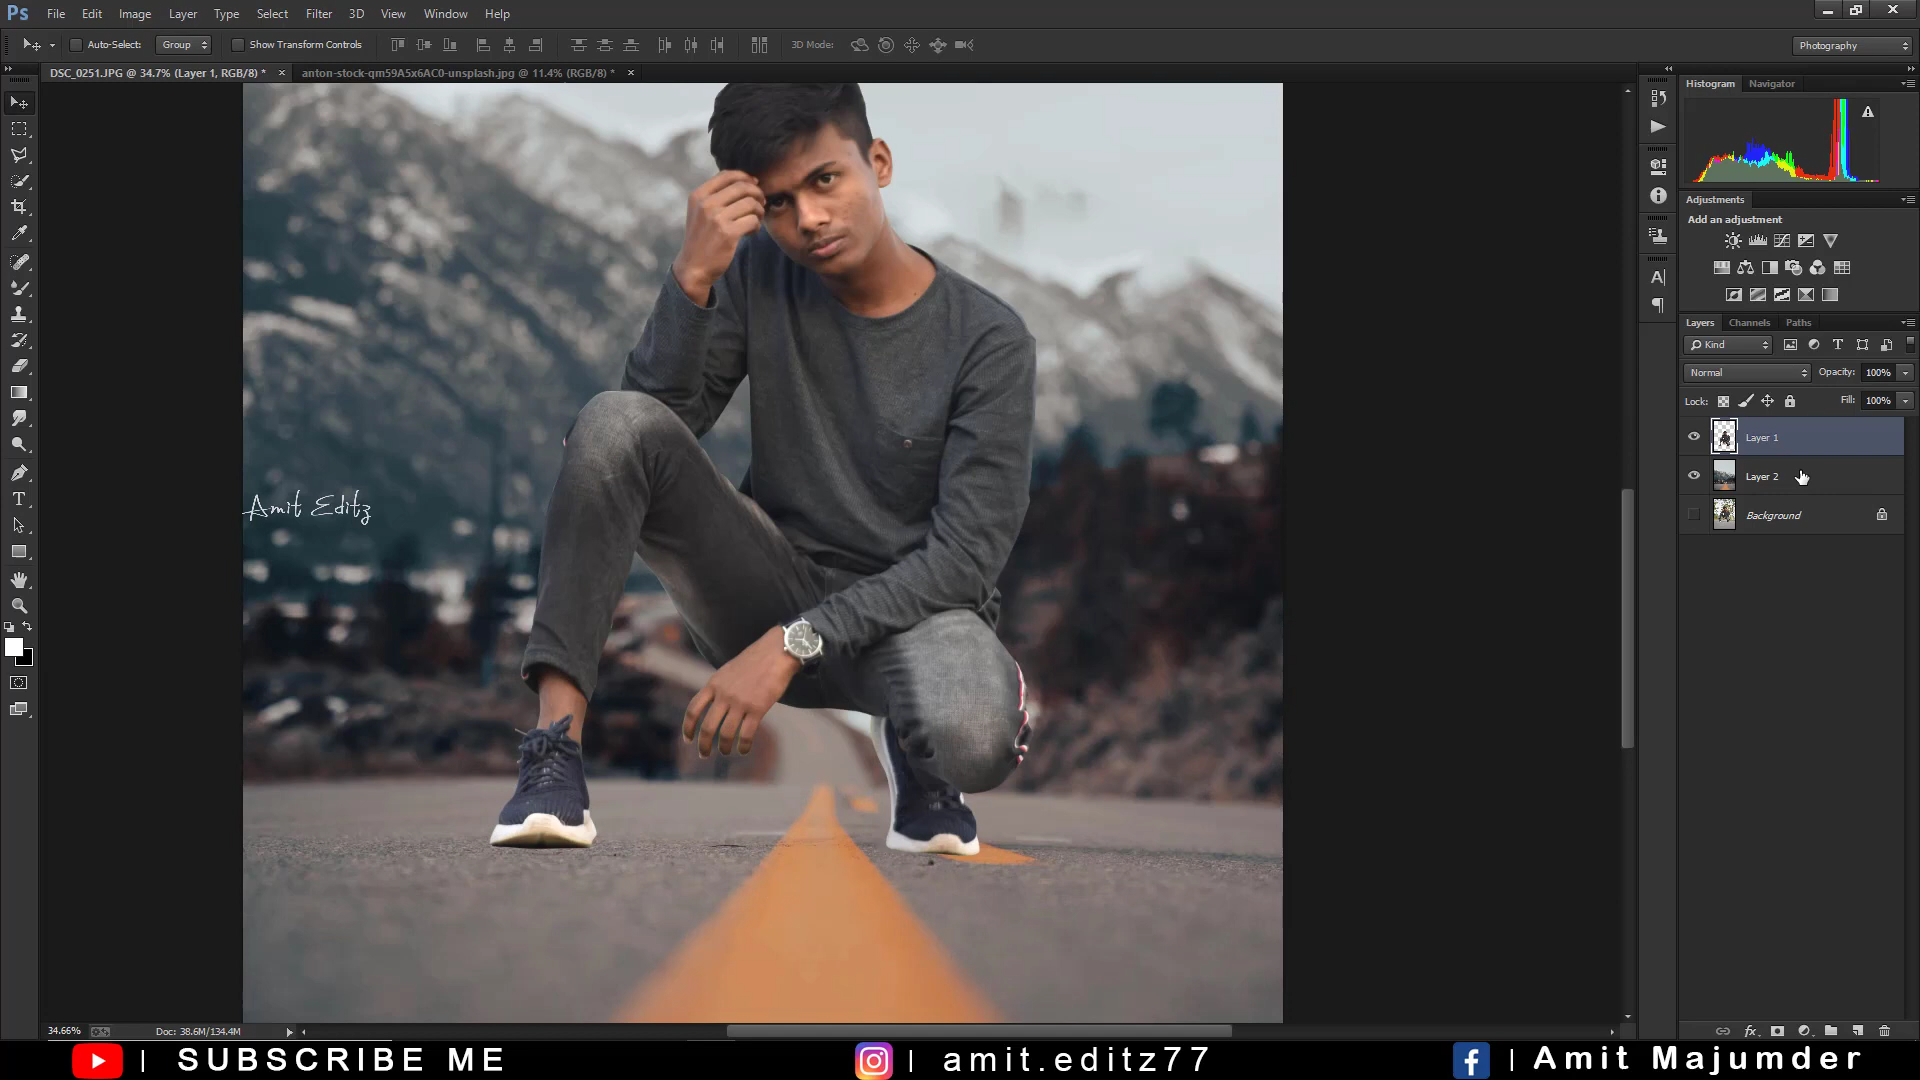 Ps File Edit Image Layer Type Select Filter 3D View Window Help
Auto-Select: Group Show Transform Controls 3D Mode: Photography
DSC_0251.JPG @ 34.7% (Layer 1, RGB/8) * × anton-stock-qm59A5x6AC0-unsplash.jpg @ 11.4% (RGB/8) * ×
Histogram Navigator
Adjustments
Add an adjustment
Layers Channels Paths
Kind
Normal Opacity: 100%
Lock: Fill: 100%
Layer 1
Layer 2
Background
Amit Editz
34.66% Doc: 38.6M/134.4M
| SUBSCRIBE ME | amit.editz77 | Amit Majumder